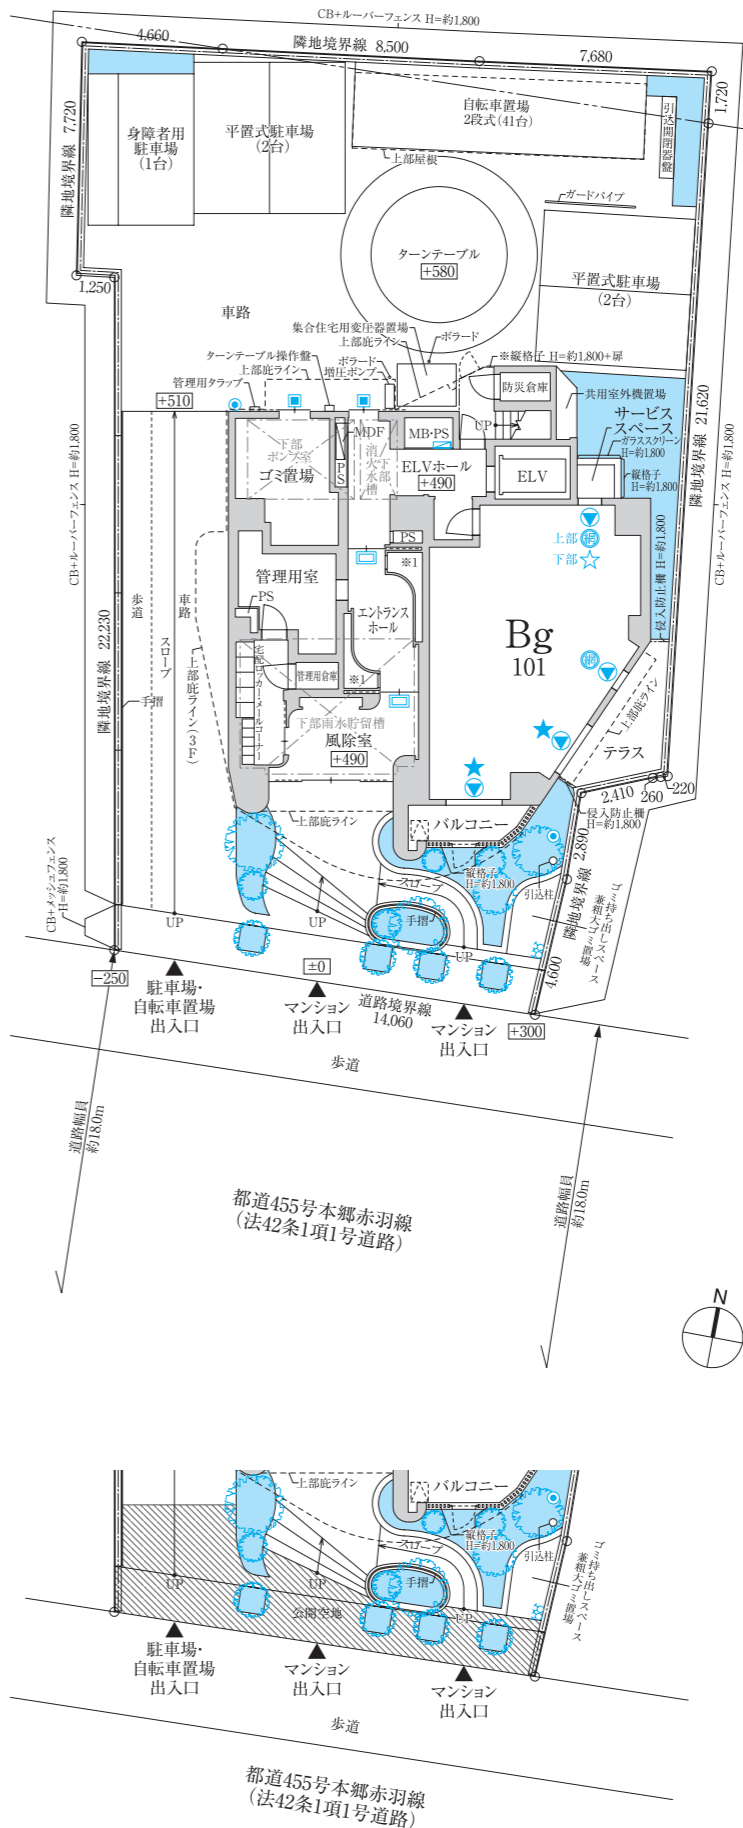 CB+ルーバーフェンス H=約1,800
4,660
隣地境界線 8,500
7,680
1,720
隣地境界線 7,720
身障者用
駐車場
(1台)
平置式駐車場
(2台)
自転車置場
2段式(41台)
上部屋根
引込開閉器盤
ガードパイプ
ターンテーブル
+580
平置式駐車場
(2台)
1,250
車路
集合住宅用変圧器置場
上部庇ライン
ボラード
ターンテーブル操作盤
上部庇ライン
ボラード
増圧ポンプ
※縦格子 H=約1,800+扉
管理用タラップ
+510
防災倉庫
共用室外機置場
サービス
スペース
ガラススクリーン
H=約1,800
縦格子
H=約1,800
隣地境界線 21,620
CB+ルーバーフェンス H=約1,800
UP
MDF
MB・PS
下部
ポンプ室
ゴミ置場
PS
下部
消火水槽
ELVホール
+490
ELV
CB+ルーバーフェンス H=約1,800
上部
網
下部
PS
※1
侵入防止柵 H=約1,800
管理用室
PS
エントランス
ホール
Bg
101
網
歩道
車路
スロープ
隣地境界線 22,230
手摺
上部庇ライン(3F)
宅配ロッカー・メールコーナー
管理用倉庫
※1
下部雨水貯留槽
風除室
+490
上部庇ライン
テラス
220
260
2,410
侵入防止柵
H=約1,800
上部庇ライン
バルコニー
縦格子
H=約1,800
スロープ
引込柱
隣地境界線 2,890
4,600
ゴミ持ち出しスペース
兼粗大ゴミ置場
手摺
CB+メッシュフェンス
H=約1,800
UP
UP
UP
−250
駐車場・
自転車置場
出入口
±0
マンション
出入口
道路境界線
14,060
マンション
出入口
+300
歩道
道路幅員
約18.0m
道路幅員
約18.0m
都道455号本郷赤羽線
(法42条1項1号道路)
N
上部庇ライン
バルコニー
縦格子
H=約1,800
スロープ
引込柱
ゴミ持ち出しスペース
兼粗大ゴミ置場
手摺
UP
UP
UP
公開空地
駐車場・
自転車置場
出入口
マンション
出入口
マンション
出入口
歩道
都道455号本郷赤羽線
(法42条1項1号道路)